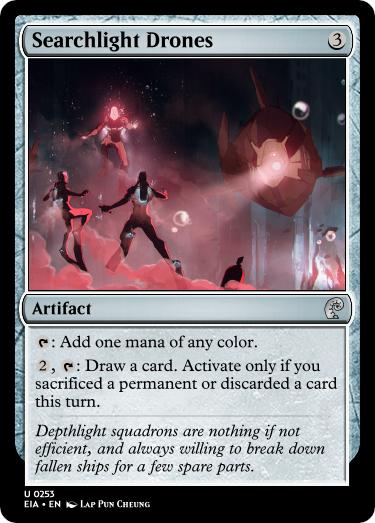 Searchlight Drones 3
Artifact
: Add one mana of any color.
2, : Draw a card. Activate only if you
sacrificed a permanent or discarded a card
this turn.
Depthlight squadrons are nothing if not
efficient, and always willing to break down
fallen ships for a few spare parts.
U 0253
EIA • EN Lap Pun Cheung